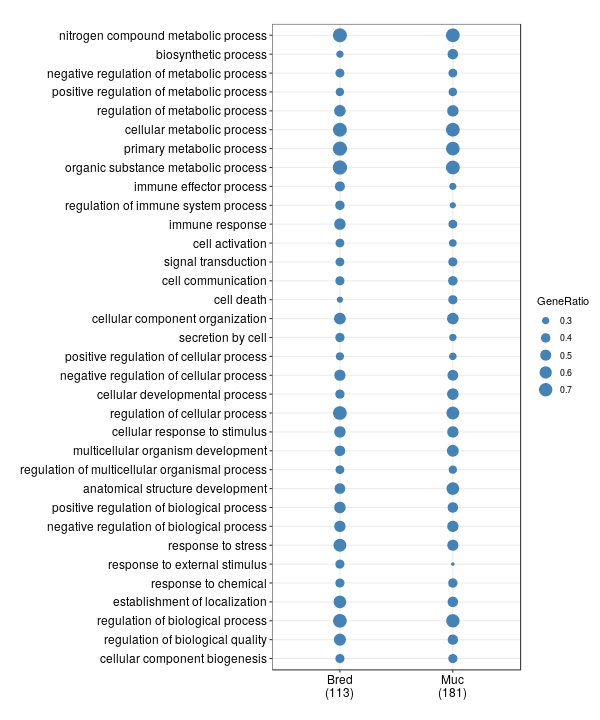 nitrogen compound metabolic process
biosynthetic process
negative regulation of metabolic process
positive regulation of metabolic process
regulation of metabolic process
cellular metabolic process
primary metabolic process
organic substance metabolic process
immune effector process
regulation of immune system process
immune response
cell activation
signal transduction
cell communication
cell death
cellular component organization
secretion by cell
positive regulation of cellular process
negative regulation of cellular process
cellular developmental process
regulation of cellular process
cellular response to stimulus
multicellular organism development
regulation of multicellular organismal process
anatomical structure development
positive regulation of biological process
negative regulation of biological process
response to stress
response to external stimulus
response to chemical
establishment of localization
regulation of biological process
regulation of biological quality
cellular component biogenesis
Bred
(113)
Muc
(181)
GeneRatio
0.3
0.4
0.5
0.6
0.7